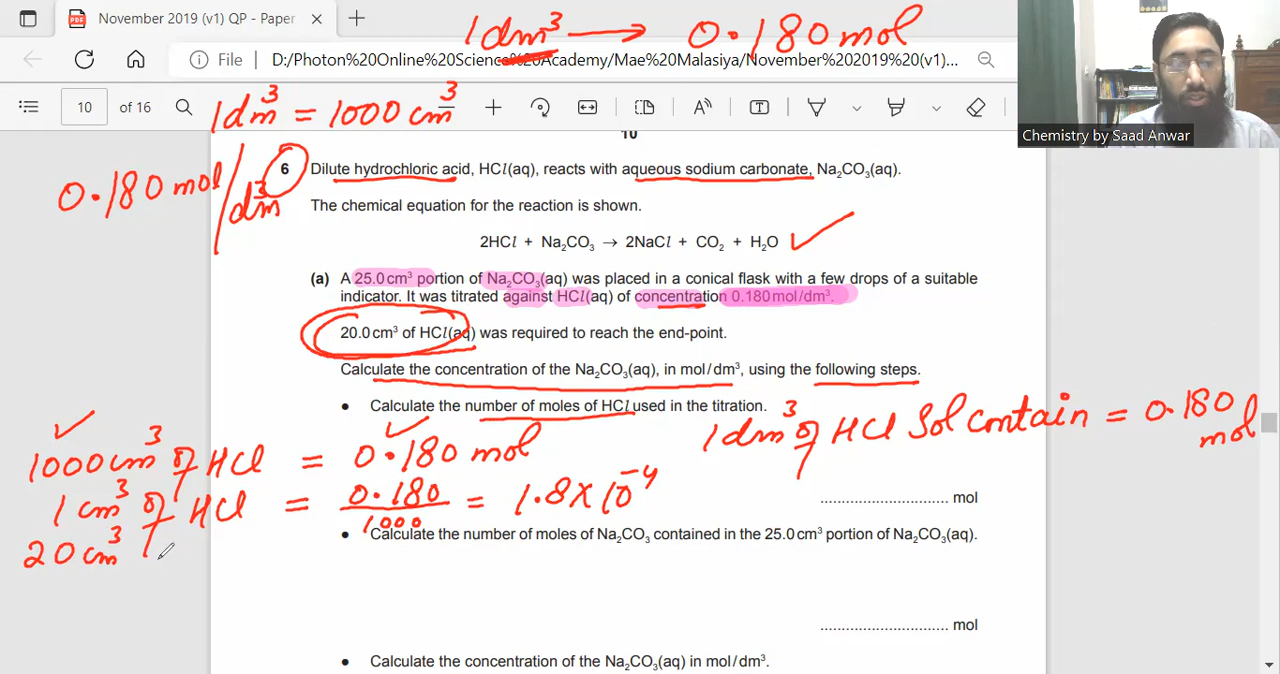 November 2019 (v1) QP - Paper
1dm³ → 0.180 mol
File D:/Photon%20Online%20Science%20Academy/Mae%20Malasiya/November%202019%20(v1)...
10 of 16
1dm³ = 1000 cm³
Chemistry by Saad Anwar
10
0.180 mol/dm³
6 Dilute hydrochloric acid, HCl(aq), reacts with aqueous sodium carbonate, Na₂CO₃(aq).
The chemical equation for the reaction is shown.
2HCl + Na₂CO₃ → 2NaCl + CO₂ + H₂O
(a) A 25.0 cm³ portion of Na₂CO₃(aq) was placed in a conical flask with a few drops of a suitable
indicator. It was titrated against HCl(aq) of concentration 0.180 mol/dm³.
20.0 cm³ of HCl(aq) was required to reach the end-point.
Calculate the concentration of the Na₂CO₃(aq), in mol/dm³, using the following steps.
• Calculate the number of moles of HCl used in the titration.
1dm³ of HCl Sol contain = 0.180 mol
1000 cm³ of HCl = 0.180 mol
1 cm³ of HCl = 0.180/1000 = 1.8 x 10⁻⁴
.............................. mol
• Calculate the number of moles of Na₂CO₃ contained in the 25.0 cm³ portion of Na₂CO₃(aq).
20 cm³
.............................. mol
• Calculate the concentration of the Na₂CO₃(aq) in mol/dm³.